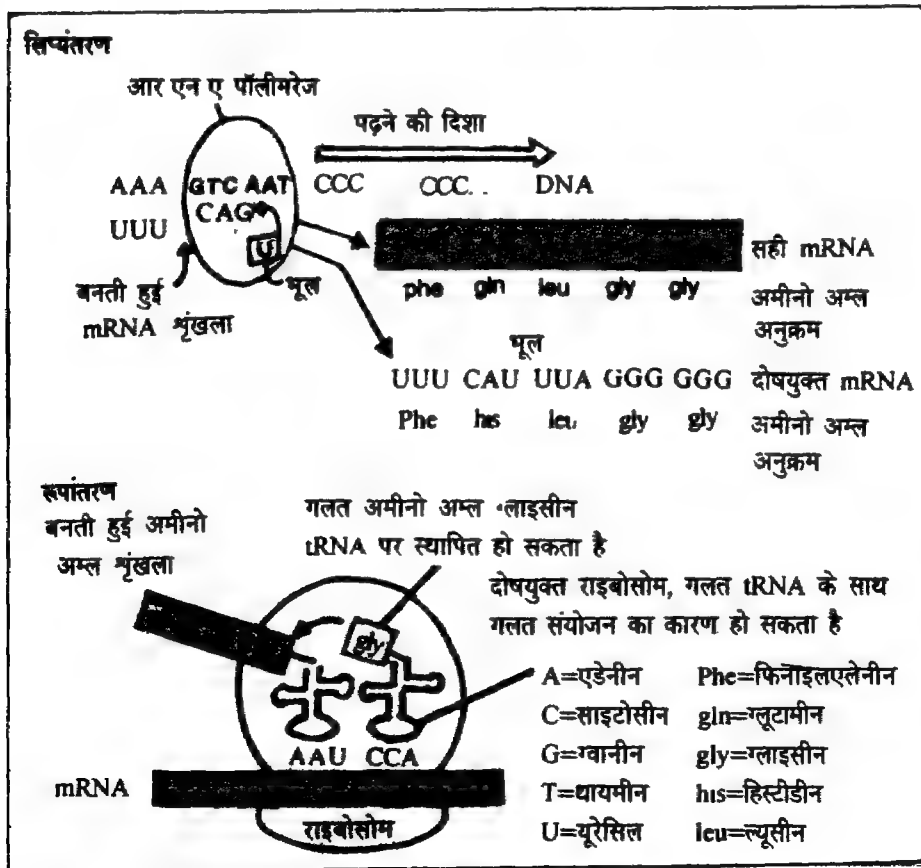 लिप्यंतरण
आर एन ए पॉलीमरेज
पढ़ने की दिशा
AAA GTC AAT CCC CCC.. DNA
UUU CAG
U
भूल
बनती हुई
mRNA शृंखला
सही mRNA
phe gln leu gly gly अमीनो अम्ल
अनुक्रम
भूल
UUU CAU UUA GGG GGG दोषयुक्त mRNA
Phe his leu gly gly अमीनो अम्ल
अनुक्रम
रूपांतरण
बनती हुई अमीनो
अम्ल शृंखला
गलत अमीनो अम्ल ग्लाइसीन
tRNA पर स्थापित हो सकता है
दोषयुक्त राइबोसोम, गलत tRNA के साथ
गलत संयोजन का कारण हो सकता है
gly
AAU CCA
mRNA
राइबोसोम
A=एडेनीन Phe=फिनाइलएलेनीन
C=साइटोसीन gln=ग्लूटामीन
G=ग्वानीन gly=ग्लाइसीन
T=थायमीन his=हिस्टीडीन
U=यूरेसिल leu=ल्यूसीन